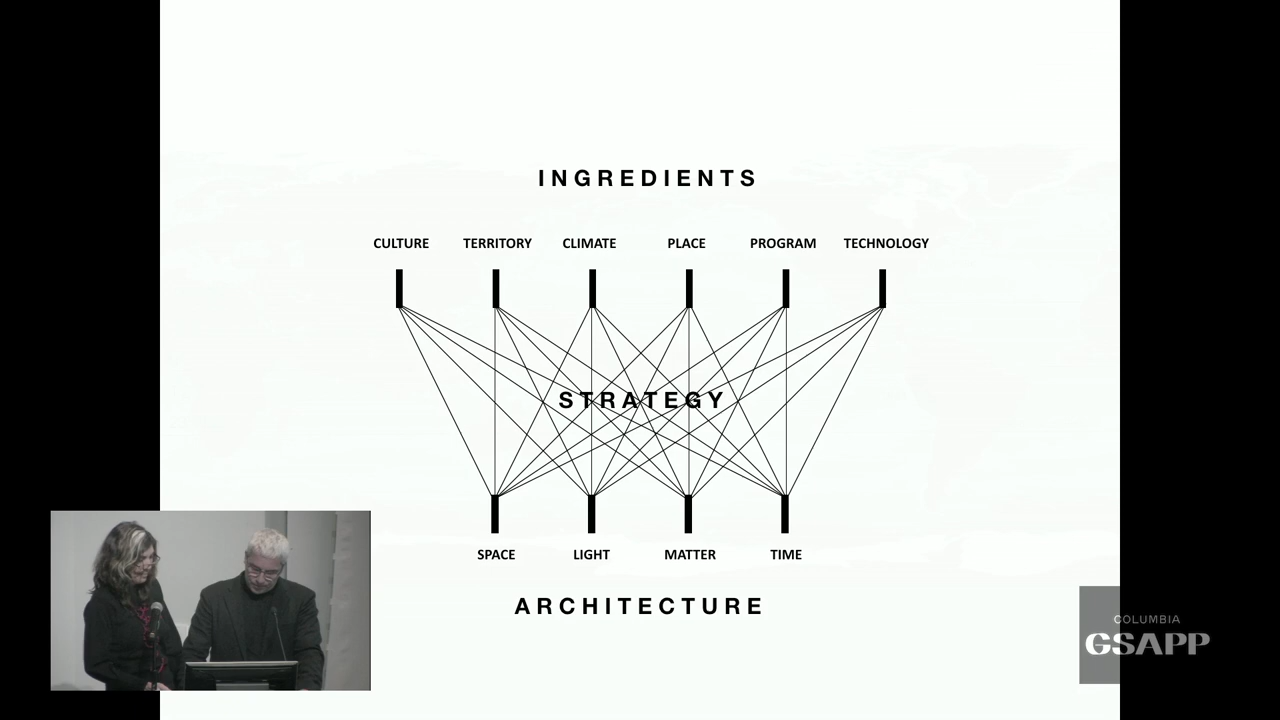 INGREDIENTS
CULTURE TERRITORY CLIMATE PLACE PROGRAM TECHNOLOGY
STRATEGY
SPACE LIGHT MATTER TIME
ARCHITECTURE
COLUMBIA
GSAPP